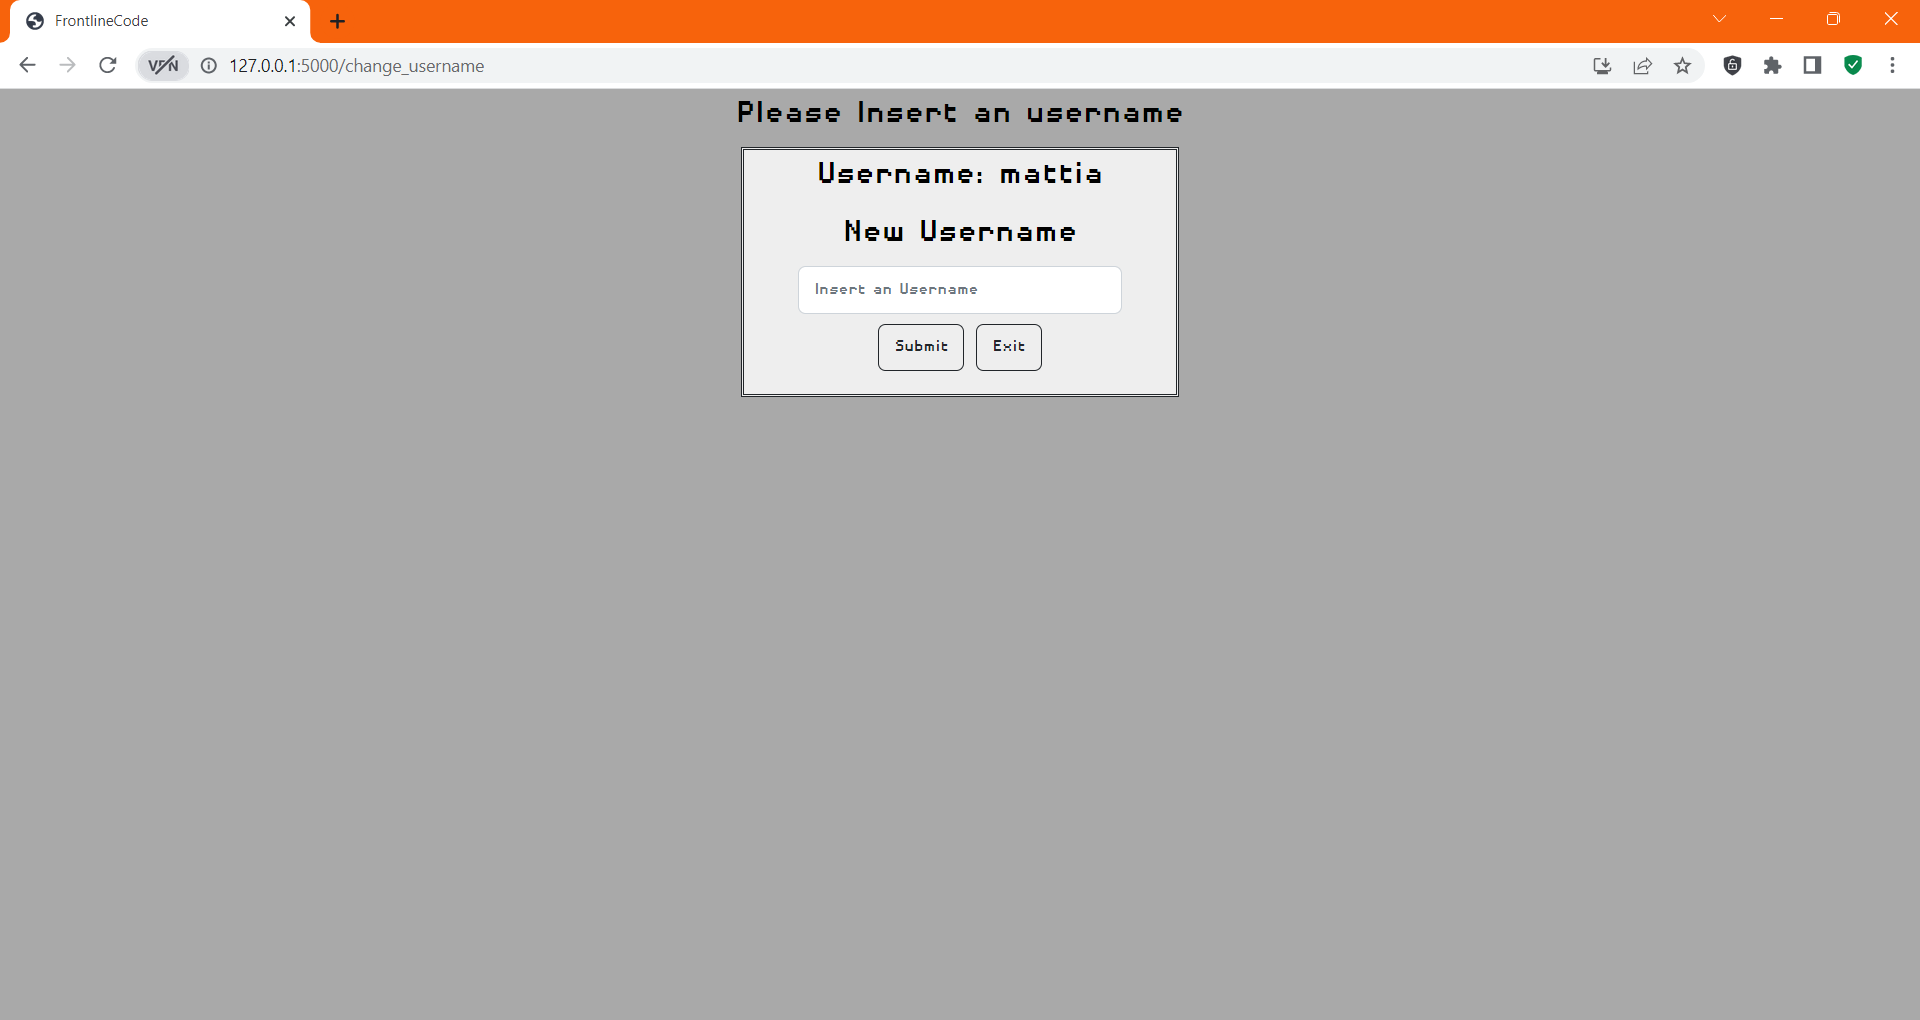 FrontlineCode
VPN
127.0.0.1:5000/change_username
Please Insert an username
Username: mattia
New Username
Insert an Username
Submit Exit